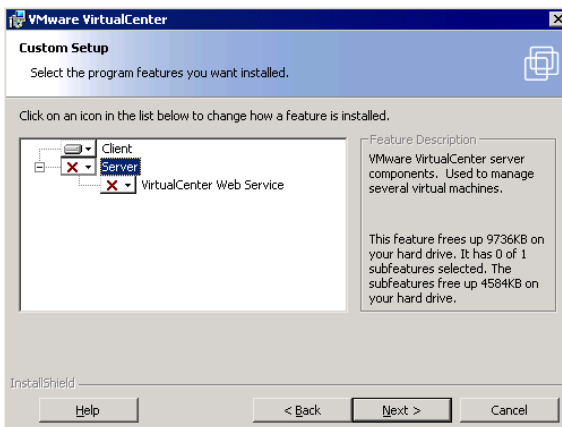 VMware VirtualCenter
Custom Setup
Select the program features you want installed.
Click on an icon in the list below to change how a feature is installed.
Client
Server
VirtualCenter Web Service
Feature Description
VMware VirtualCenter server
components. Used to manage
several virtual machines.
This feature frees up 9736KB on
your hard drive. It has 0 of 1
subfeatures selected. The
subfeatures free up 4584KB on
your hard drive.
InstallShield
Help
< Back
Next >
Cancel